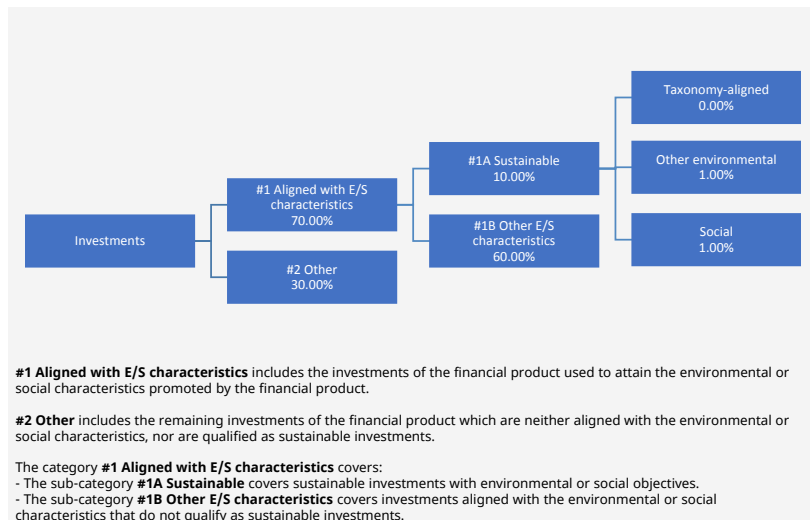 Taxonomy-aligned
0.00%
#1A Sustainable
10.00%
Other environmental
1.00%
#1 Aligned with E/S
characteristics
70.00%
#1B Other E/S
characteristics
60.00%
Social
1.00%
Investments
#2 Other
30.00%
#1 Aligned with E/S characteristics includes the investments of the financial product used to attain the environmental or
social characteristics promoted by the financial product.
#2 Other includes the remaining investments of the financial product which are neither aligned with the environmental or
social characteristics, nor are qualified as sustainable investments.
The category #1 Aligned with E/S characteristics covers:
- The sub-category #1A Sustainable covers sustainable investments with environmental or social objectives.
- The sub-category #1B Other E/S characteristics covers investments aligned with the environmental or social
characteristics that do not qualify as sustainable investments.